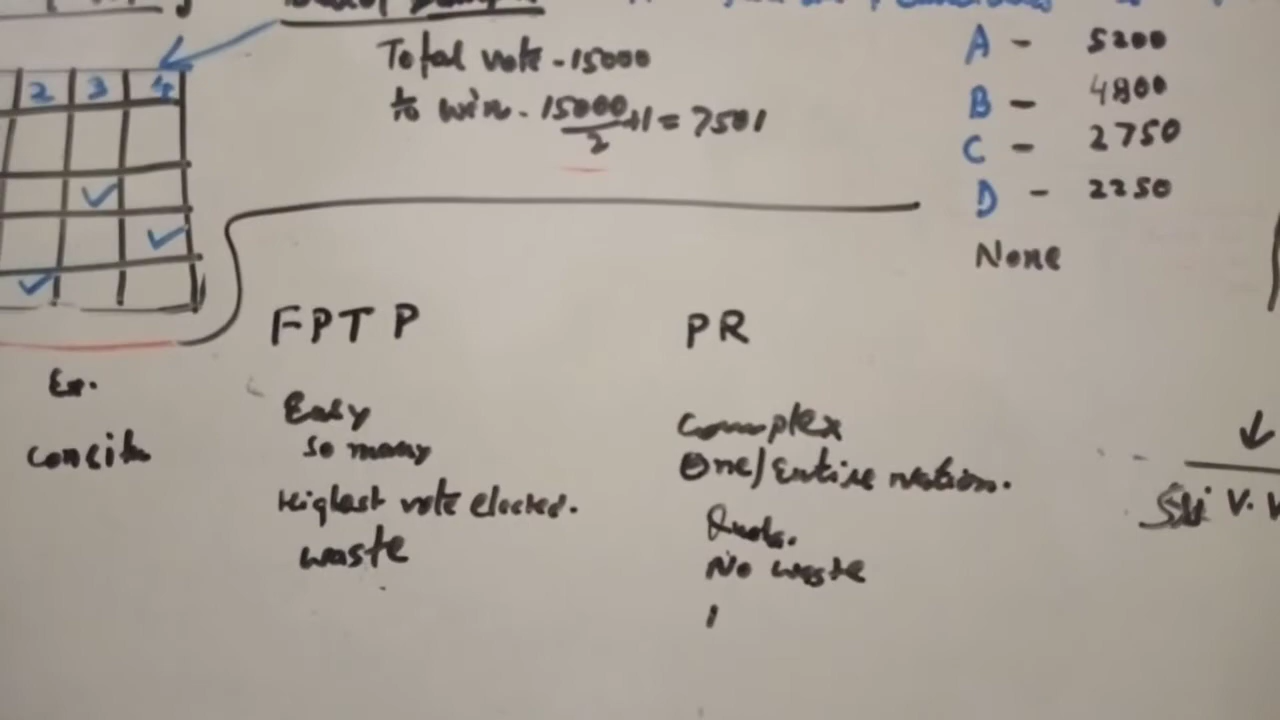 2 3 4
Total vote - 15000
to win - 15000/2 + 1 = 7501
A - 5200
B - 4800
C - 2750
D - 2250
None
FPTP
Easy
so many
Highest vote elected.
waste
PR
Complex
One/Entire nation.
Quota.
No waste
Ex.
V. V